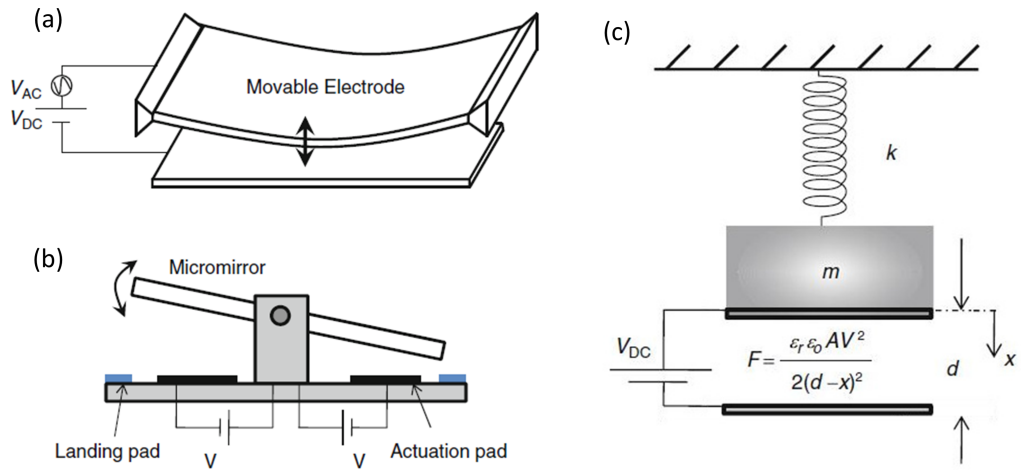 (a)
Movable Electrode
V_AC
V_DC
(b)
Micromirror
Landing pad
V
V
Actuation pad
(c)
k
m
V_DC
F = ε_r ε_o AV² / 2(d – x)²
d
x